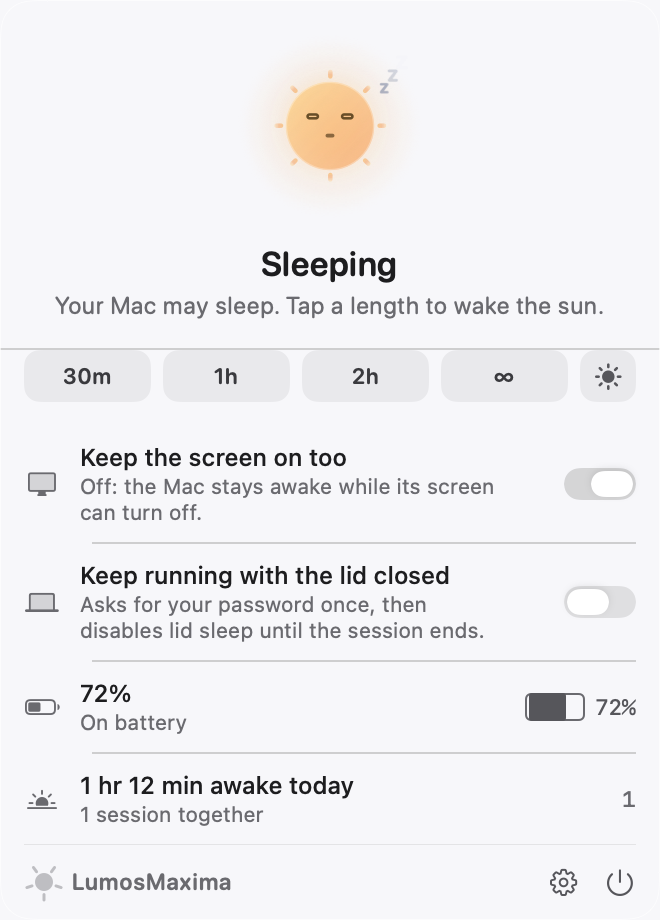 z
z
Sleeping
Your Mac may sleep. Tap a length to wake the sun.
30m 1h 2h ∞
Keep the screen on too
Off: the Mac stays awake while its screen
can turn off.
Keep running with the lid closed
Asks for your password once, then
disables lid sleep until the session ends.
72%
On battery
72%
1 hr 12 min awake today
1 session together
1
LumosMaxima